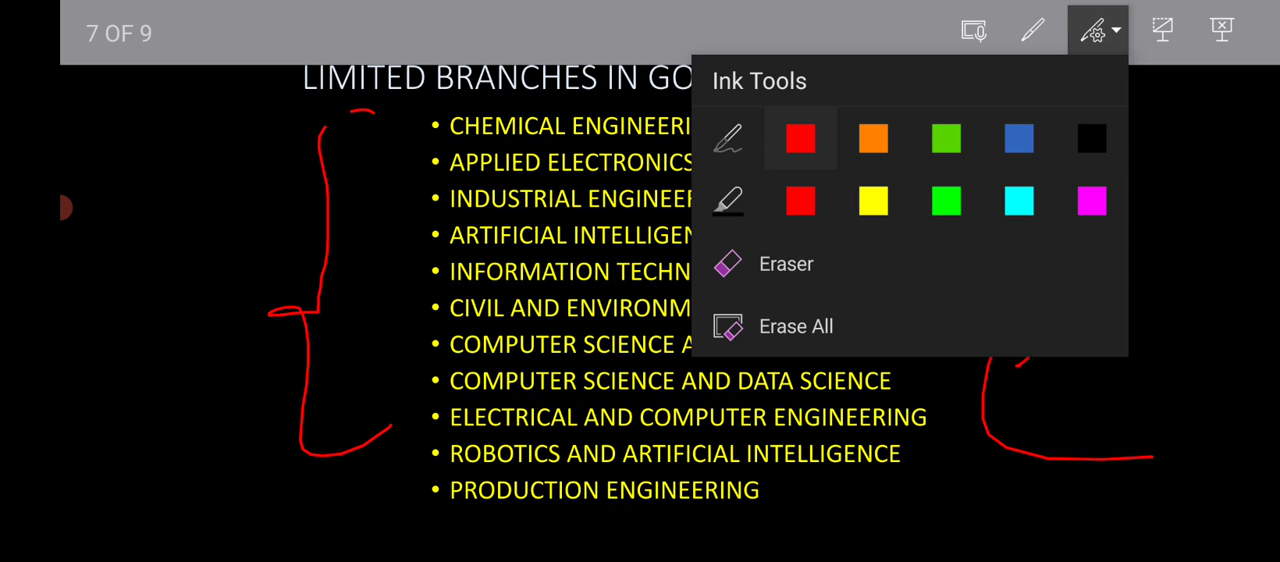 7 OF 9
LIMITED BRANCHES IN GO
Ink Tools
• CHEMICAL ENGINEERI
• APPLIED ELECTRONICS
• INDUSTRIAL ENGINEER
• ARTIFICIAL INTELLIGEN
• INFORMATION TECHN
• CIVIL AND ENVIRONM
• COMPUTER SCIENCE A
• COMPUTER SCIENCE AND DATA SCIENCE
• ELECTRICAL AND COMPUTER ENGINEERING
• ROBOTICS AND ARTIFICIAL INTELLIGENCE
• PRODUCTION ENGINEERING
Eraser
Erase All